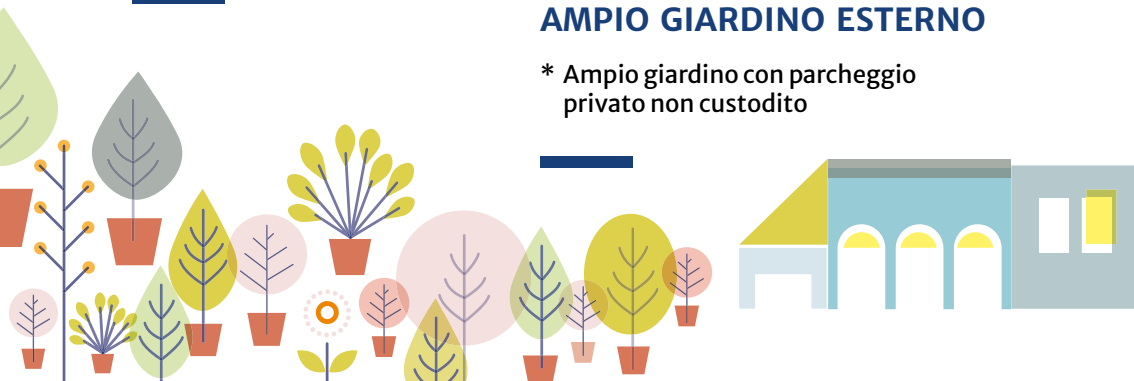 AMPIO GIARDINO ESTERNO
* Ampio giardino con parcheggio
privato non custodito